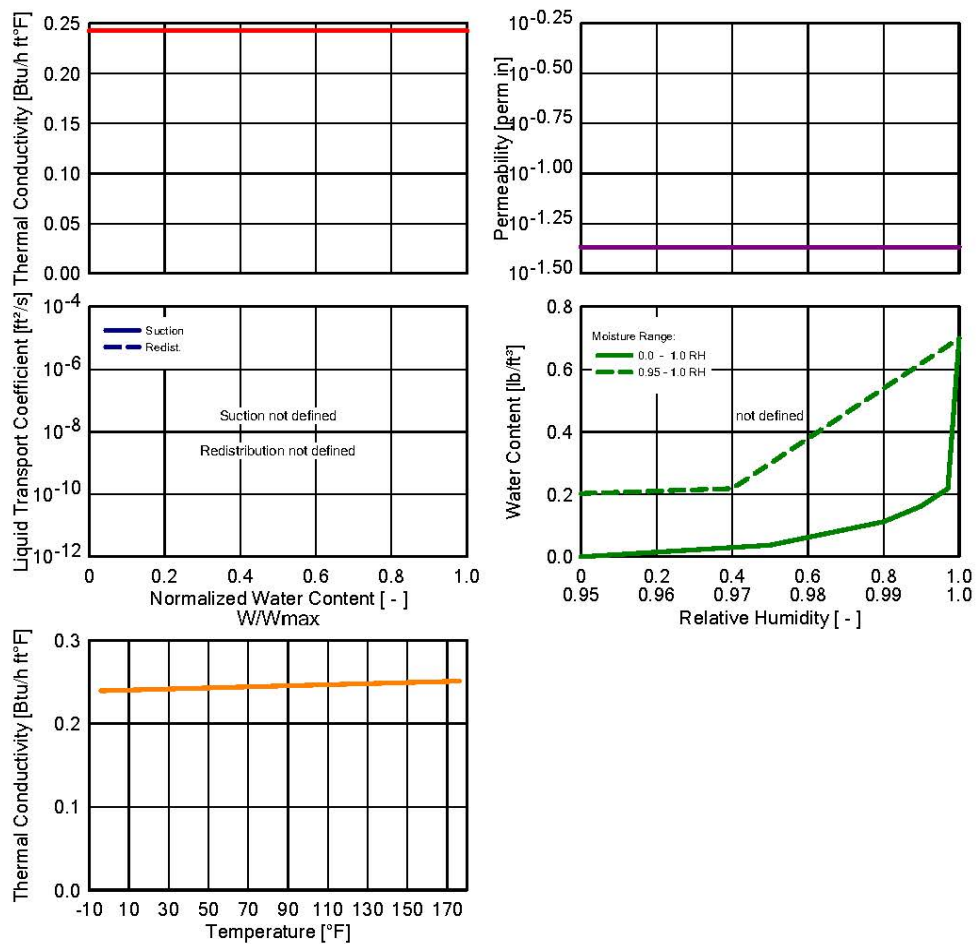 Thermal Conductivity [Btu/h ft°F]
0.25
0.20
0.15
0.10
0.05
0.00
Permeability [perm in]
10-0.25
10-0.50
10-0.75
10-1.00
10-1.25
10-1.50
Liquid Transport Coefficient [ft²/s]
10-4
10-6
10-8
10-10
10-12
Suction
Redist.
Suction not defined
Redistribution not defined
0 0.2 0.4 0.6 0.8 1.0
Normalized Water Content [ - ]
W/Wmax
Water Content [lb/ft³]
0.8
0.6
0.4
0.2
0.0
Moisture Range:
0.0 - 1.0 RH
0.95 - 1.0 RH
not defined
0 0.2 0.4 0.6 0.8 1.0
0.95 0.96 0.97 0.98 0.99 1.0
Relative Humidity [ - ]
Thermal Conductivity [Btu/h ft°F]
0.3
0.2
0.1
0.0
-10 10 30 50 70 90 110 130 150 170
Temperature [°F]